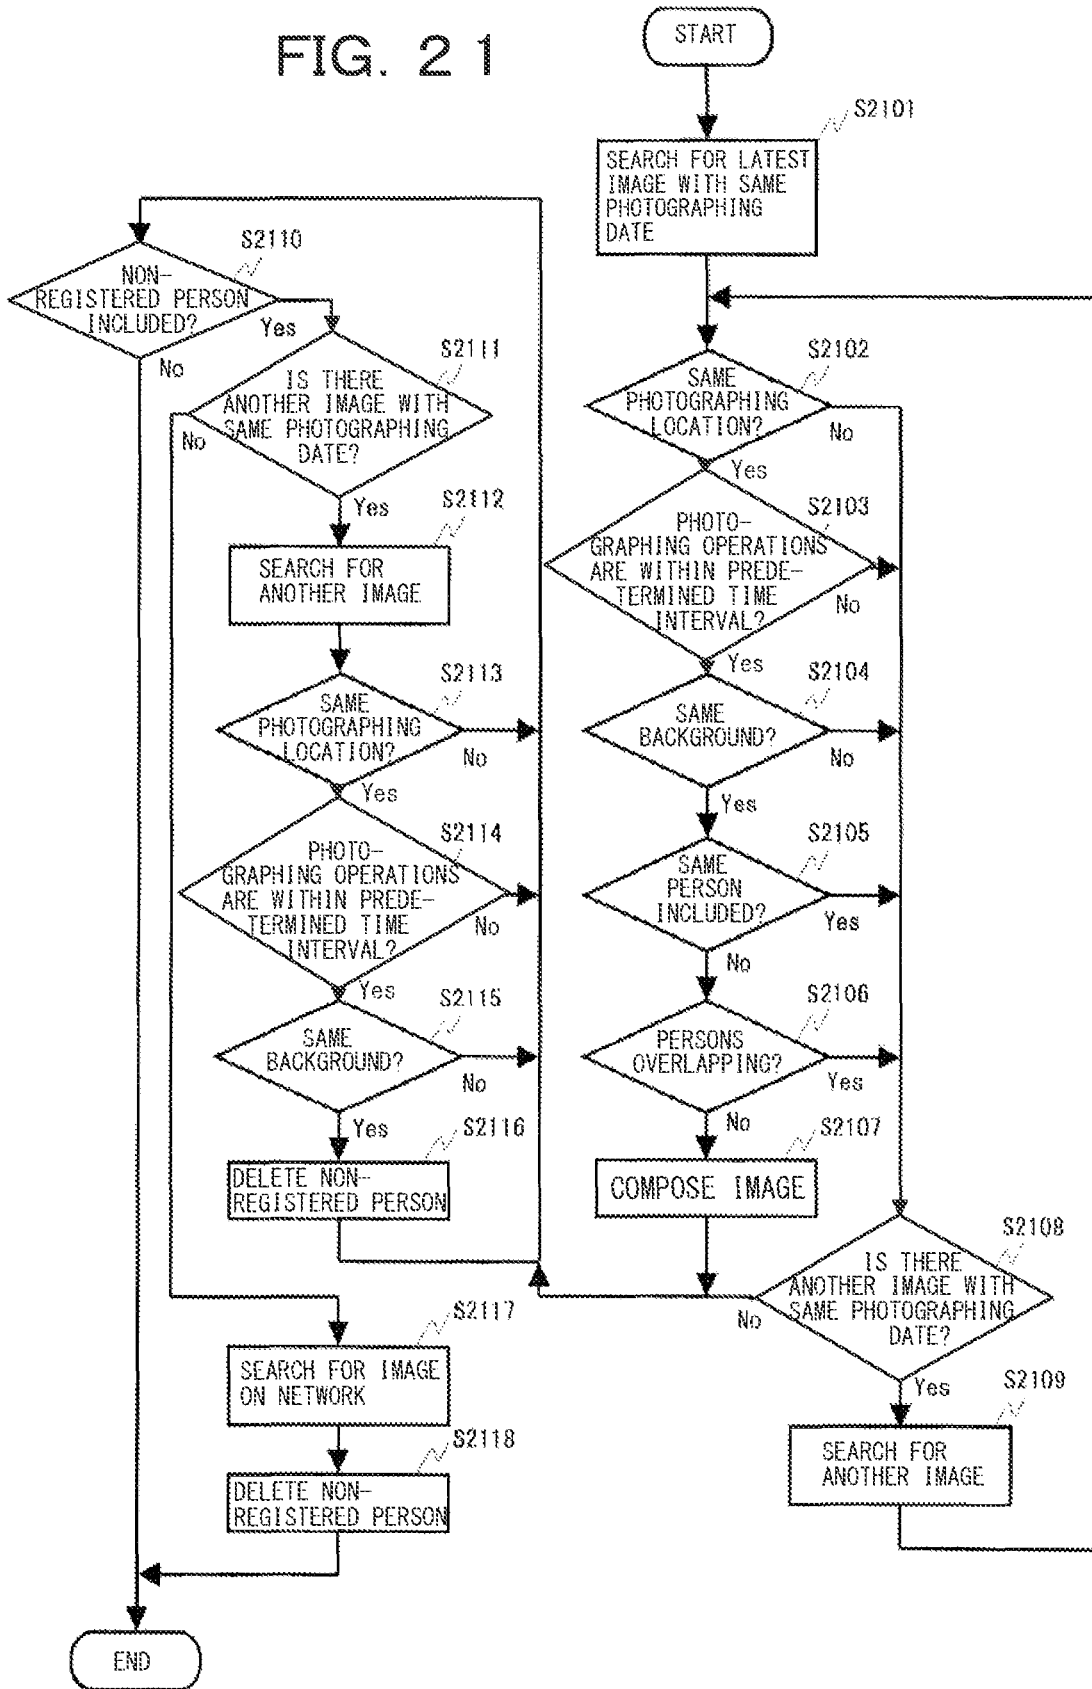 FIG. 21
START
S2101
SEARCH FOR LATEST
IMAGE WITH SAME
PHOTOGRAPHING
DATE
S2102
SAME
PHOTOGRAPHING
LOCATION?
No
Yes
S2103
PHOTO-
GRAPHING OPERATIONS
ARE WITHIN PREDE-
TERMINED TIME
INTERVAL?
No
Yes
S2104
SAME
BACKGROUND?
No
Yes
S2105
SAME
PERSON
INCLUDED?
Yes
No
S2106
PERSONS
OVERLAPPING?
Yes
No
S2107
COMPOSE IMAGE
S2108
IS THERE
ANOTHER IMAGE WITH
SAME PHOTOGRAPHING
DATE?
No
Yes
S2109
SEARCH FOR
ANOTHER IMAGE
S2110
NON-
REGISTERED PERSON
INCLUDED?
Yes
No
S2111
IS THERE
ANOTHER IMAGE WITH
SAME PHOTOGRAPHING
DATE?
No
Yes
S2112
SEARCH FOR
ANOTHER IMAGE
S2113
SAME
PHOTOGRAPHING
LOCATION?
No
Yes
S2114
PHOTO-
GRAPHING OPERATIONS
ARE WITHIN PREDE-
TERMINED TIME
INTERVAL?
No
Yes
S2115
SAME
BACKGROUND?
No
Yes
S2116
DELETE NON-
REGISTERED PERSON
S2117
SEARCH FOR IMAGE
ON NETWORK
S2118
DELETE NON-
REGISTERED PERSON
END